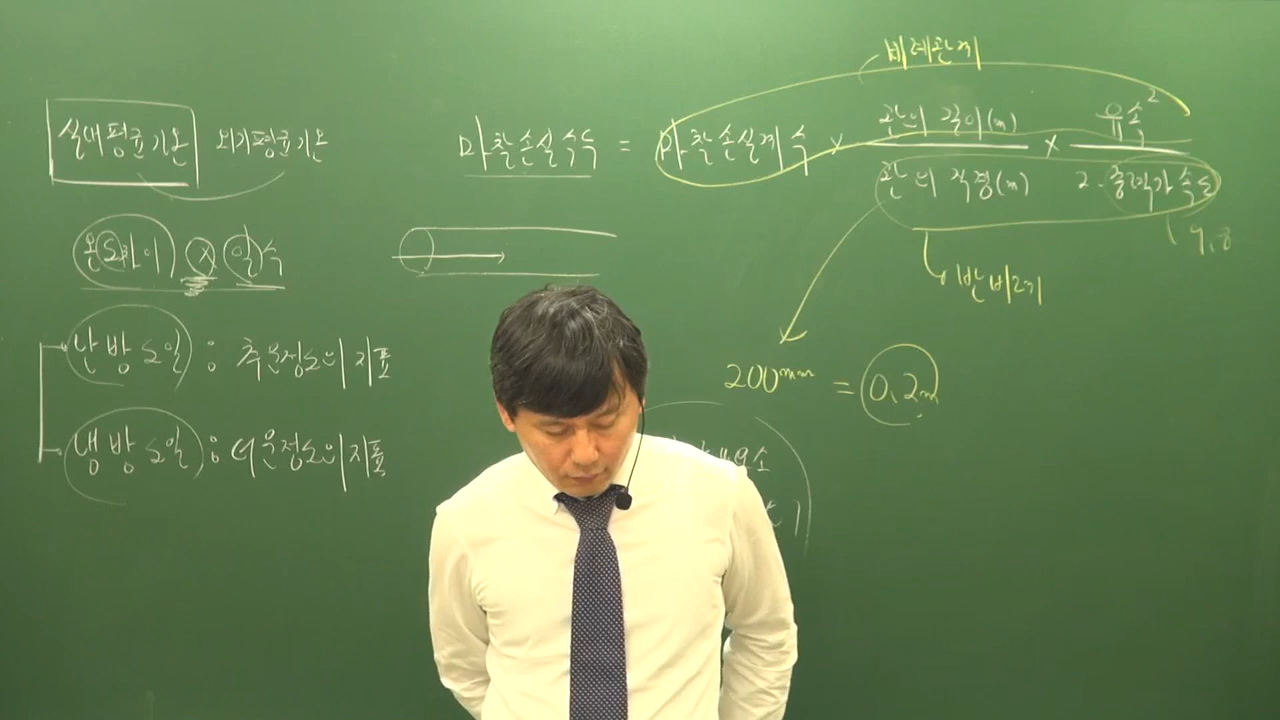 실내평균기온 외기평균기온
온도차이 × 일수
난방도일 : 추운정도의 지표
냉방도일 : 더운정도의 지표
비례관계
마찰손실수두 = 마찰손실계수 × 관의 길이(m) × 유속²
관의 직경(m) 2·중력가속도
9.8
반비례
200mm = 0.2m